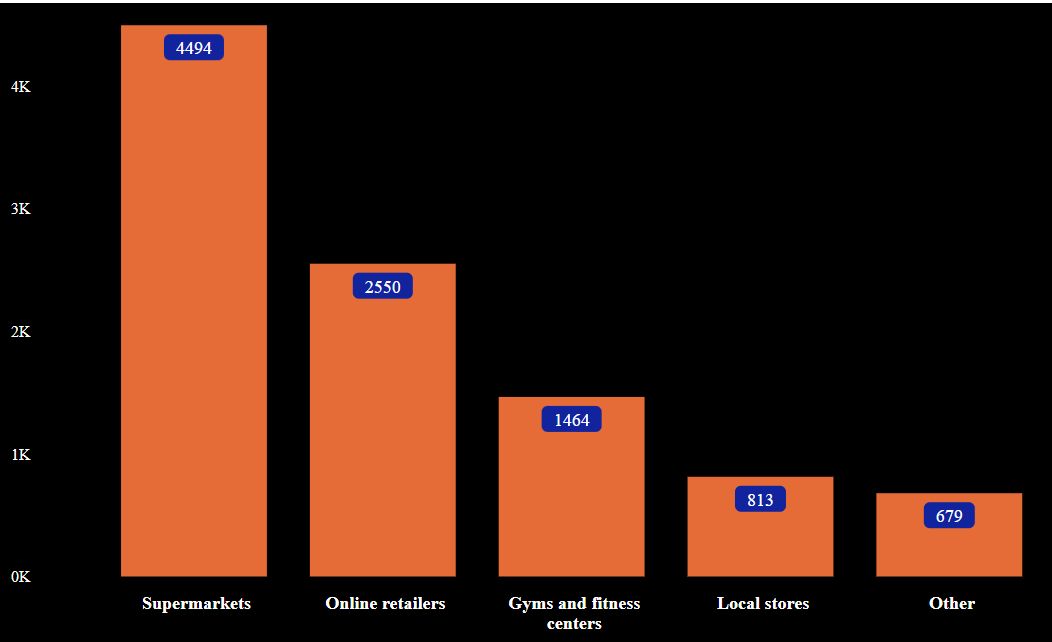 4K
3K
2K
1K
0K
4494
2550
1464
813
679
Supermarkets
Online retailers
Gyms and fitness
centers
Local stores
Other